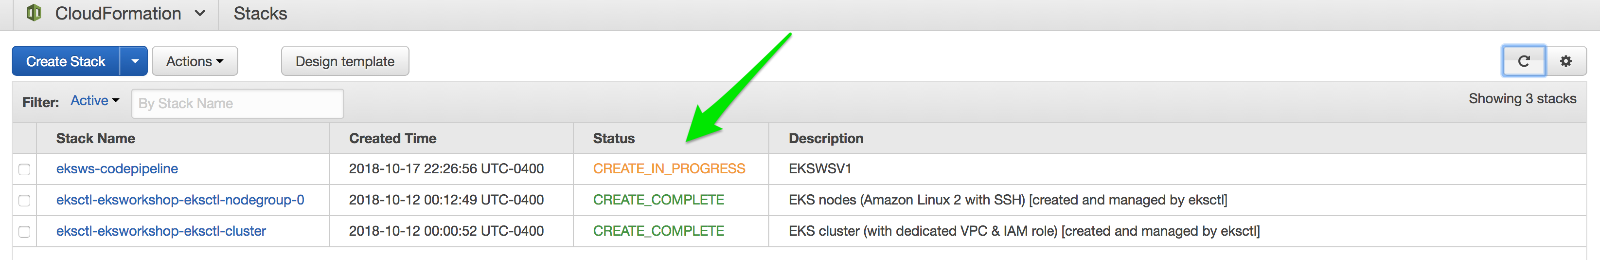 CloudFormation Stacks
Create Stack Actions Design template
Filter: Active By Stack Name Showing 3 stacks
Stack Name Created Time Status Description
eksws-codepipeline 2018-10-17 22:26:56 UTC-0400 CREATE_IN_PROGRESS EKSWSV1
eksctl-eksworkshop-eksctl-nodegroup-0 2018-10-12 00:12:49 UTC-0400 CREATE_COMPLETE EKS nodes (Amazon Linux 2 with SSH) [created and managed by eksctl]
eksctl-eksworkshop-eksctl-cluster 2018-10-12 00:00:52 UTC-0400 CREATE_COMPLETE EKS cluster (with dedicated VPC & IAM role) [created and managed by eksctl]